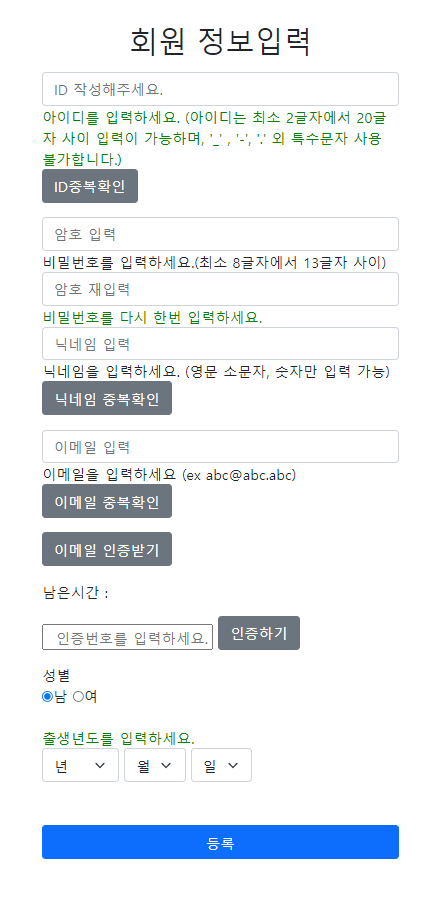 회원 정보입력
ID 작성해주세요.
아이디를 입력하세요. (아이디는 최소 2글자에서 20글
자 사이 입력이 가능하며, '_' , '-', '.' 외 특수문자 사용
불가합니다.)
ID중복확인
암호 입력
비밀번호를 입력하세요.(최소 8글자에서 13글자 사이)
암호 재입력
비밀번호를 다시 한번 입력하세요.
닉네임 입력
닉네임을 입력하세요. (영문 소문자, 숫자만 입력 가능)
닉네임 중복확인
이메일 입력
이메일을 입력하세요 (ex abc@abc.abc)
이메일 중복확인
이메일 인증받기
남은시간 :
인증번호를 입력하세요. 인증하기
성별
남 여
출생년도를 입력하세요.
년 월 일
등록